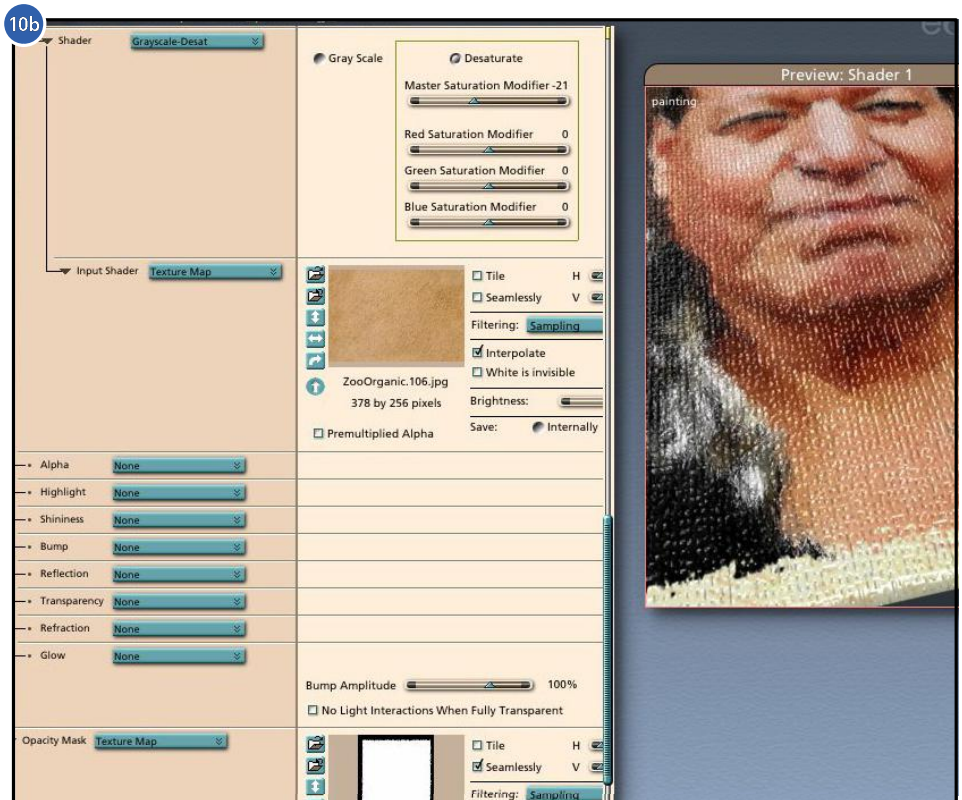 10b
Shader
Grayscale-Desat
Gray Scale
Desaturate
Master Saturation Modifier -21
Red Saturation Modifier 0
Green Saturation Modifier 0
Blue Saturation Modifier 0
Input Shader
Texture Map
Tile H
Seamlessly V
Filtering: Sampling
Interpolate
White is invisible
ZooOrganic.106.jpg
378 by 256 pixels
Brightness:
Save: Internally
Premultiplied Alpha
Alpha None
Highlight None
Shininess None
Bump None
Reflection None
Transparency None
Refraction None
Glow None
Bump Amplitude 100%
No Light Interactions When Fully Transparent
Opacity Mask Texture Map
Tile H
Seamlessly V
Filtering: Sampling
Preview: Shader 1
painting